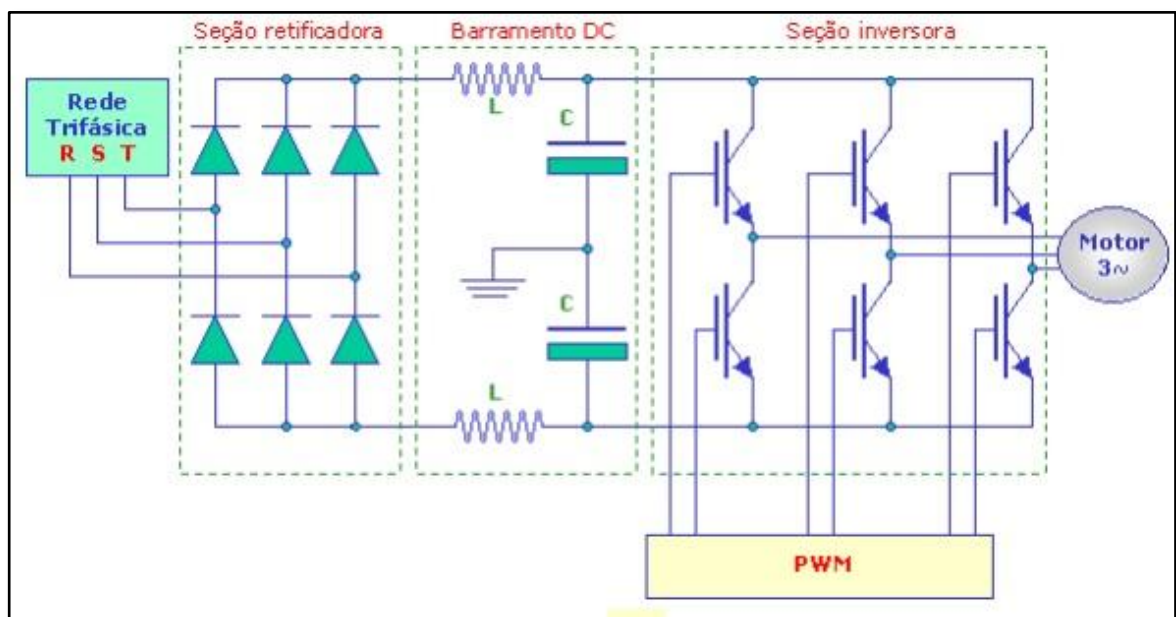 Seção retificadora
Barramento DC
Seção inversora
Rede
Trifásica
R S T
L
C
C
L
Motor
3~
PWM